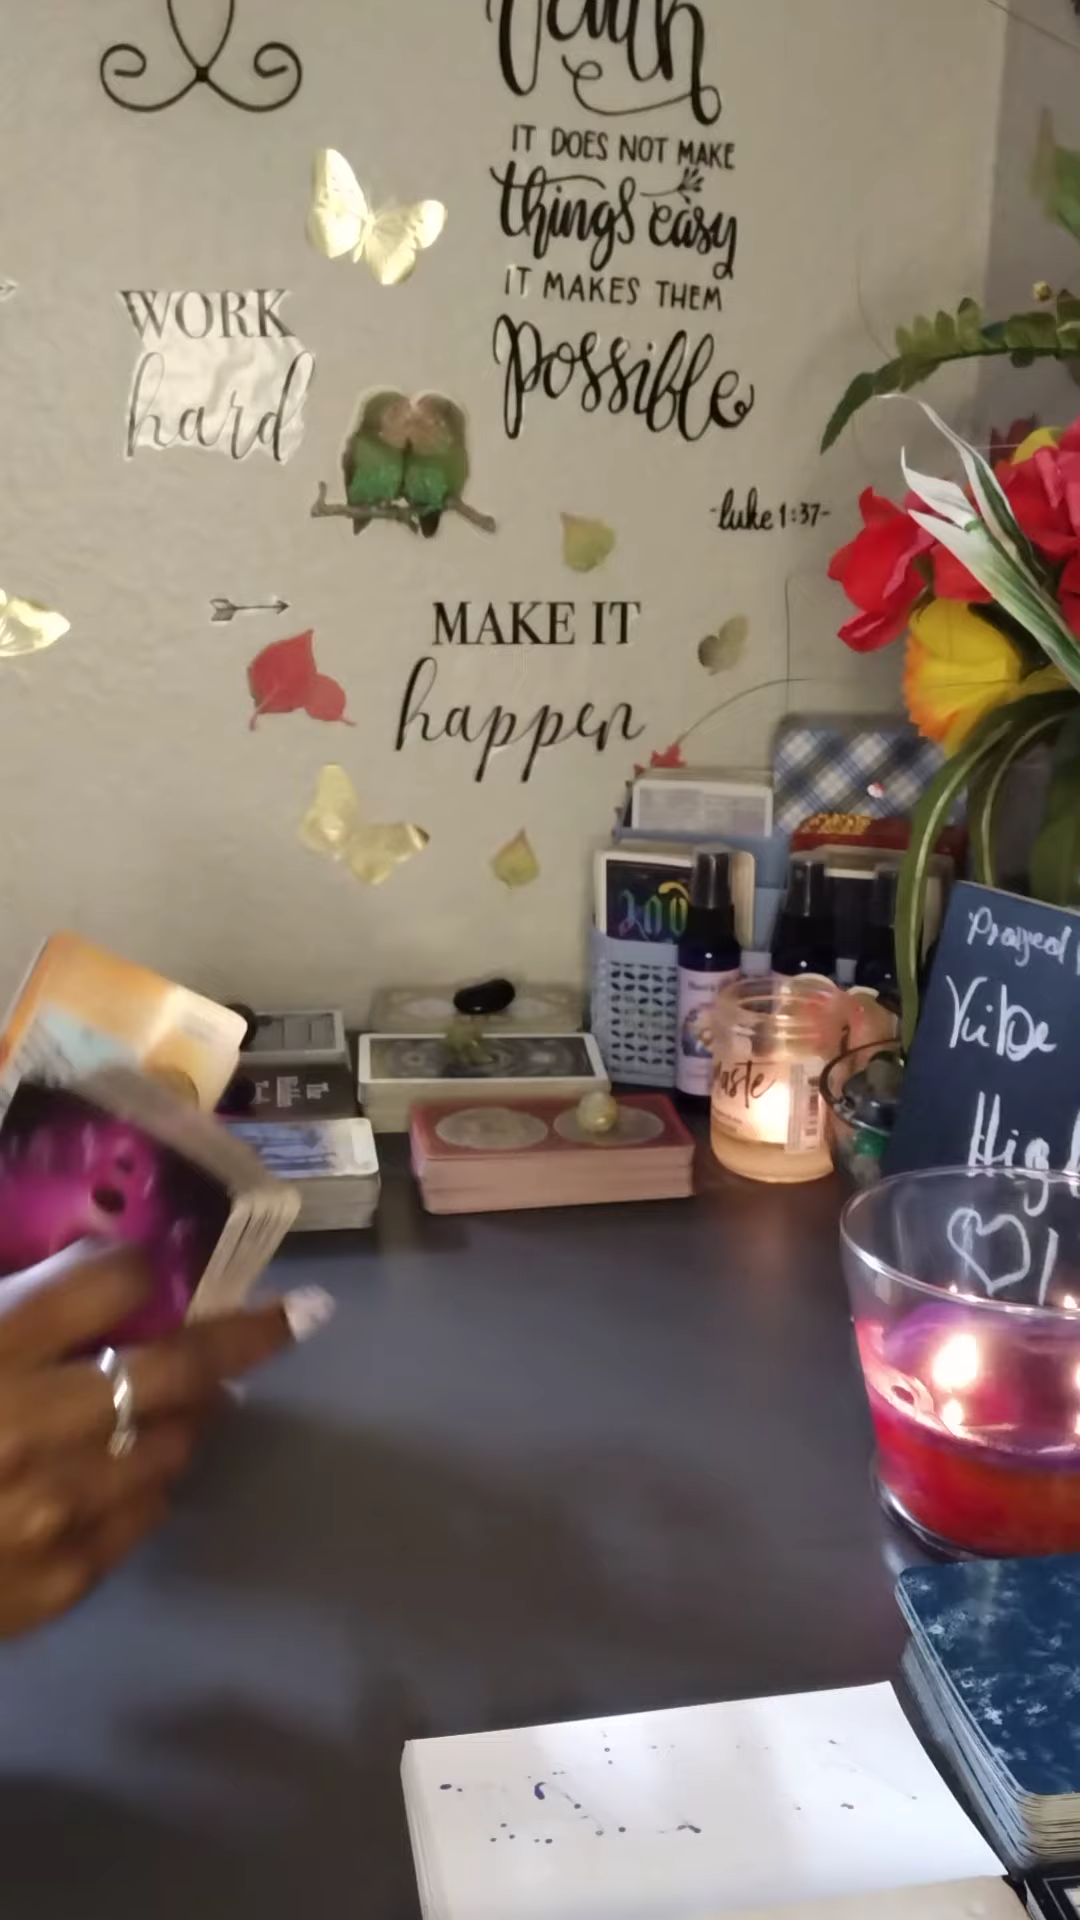 Faith
IT DOES NOT MAKE
things easy
IT MAKES THEM
possible
-luke 1:37-
WORK
hard
MAKE IT
happen
Vibe